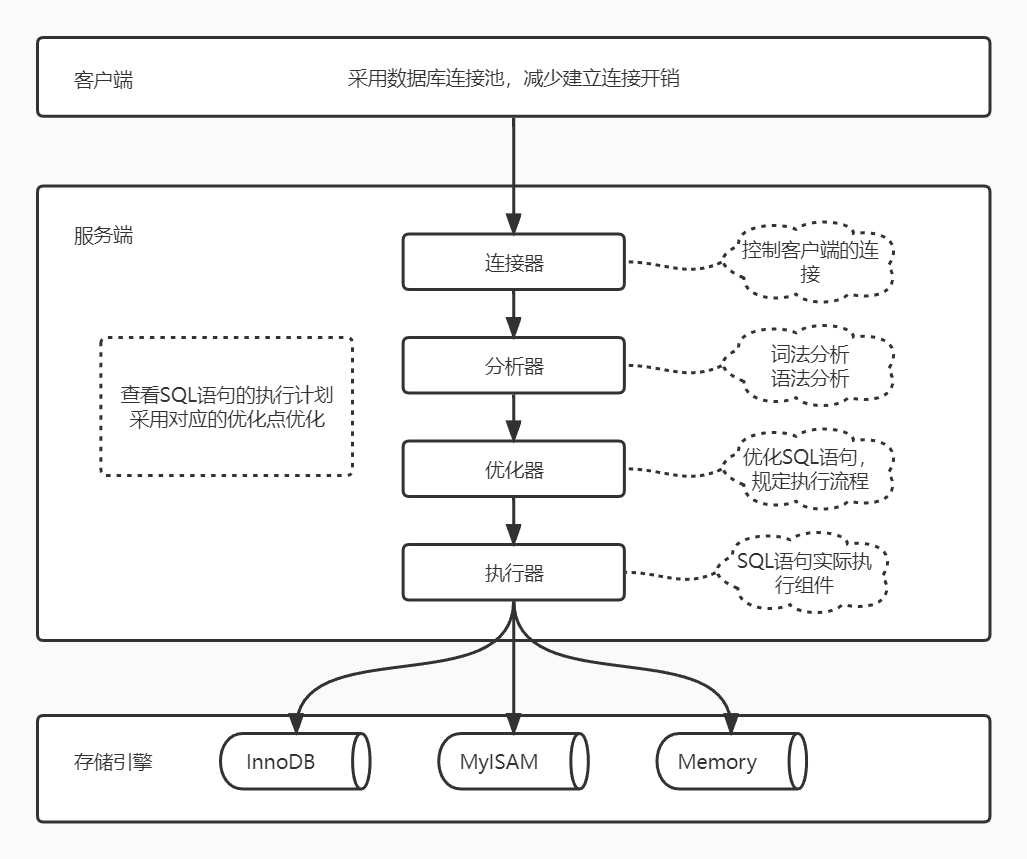 客户端
采用数据库连接池，减少建立连接开销
服务端
连接器
控制客户端的连
接
分析器
词法分析
语法分析
查看SQL语句的执行计划
采用对应的优化点优化
优化器
优化SQL语句，
规定执行流程
执行器
SQL语句实际执
行组件
存储引擎
InnoDB
MyISAM
Memory